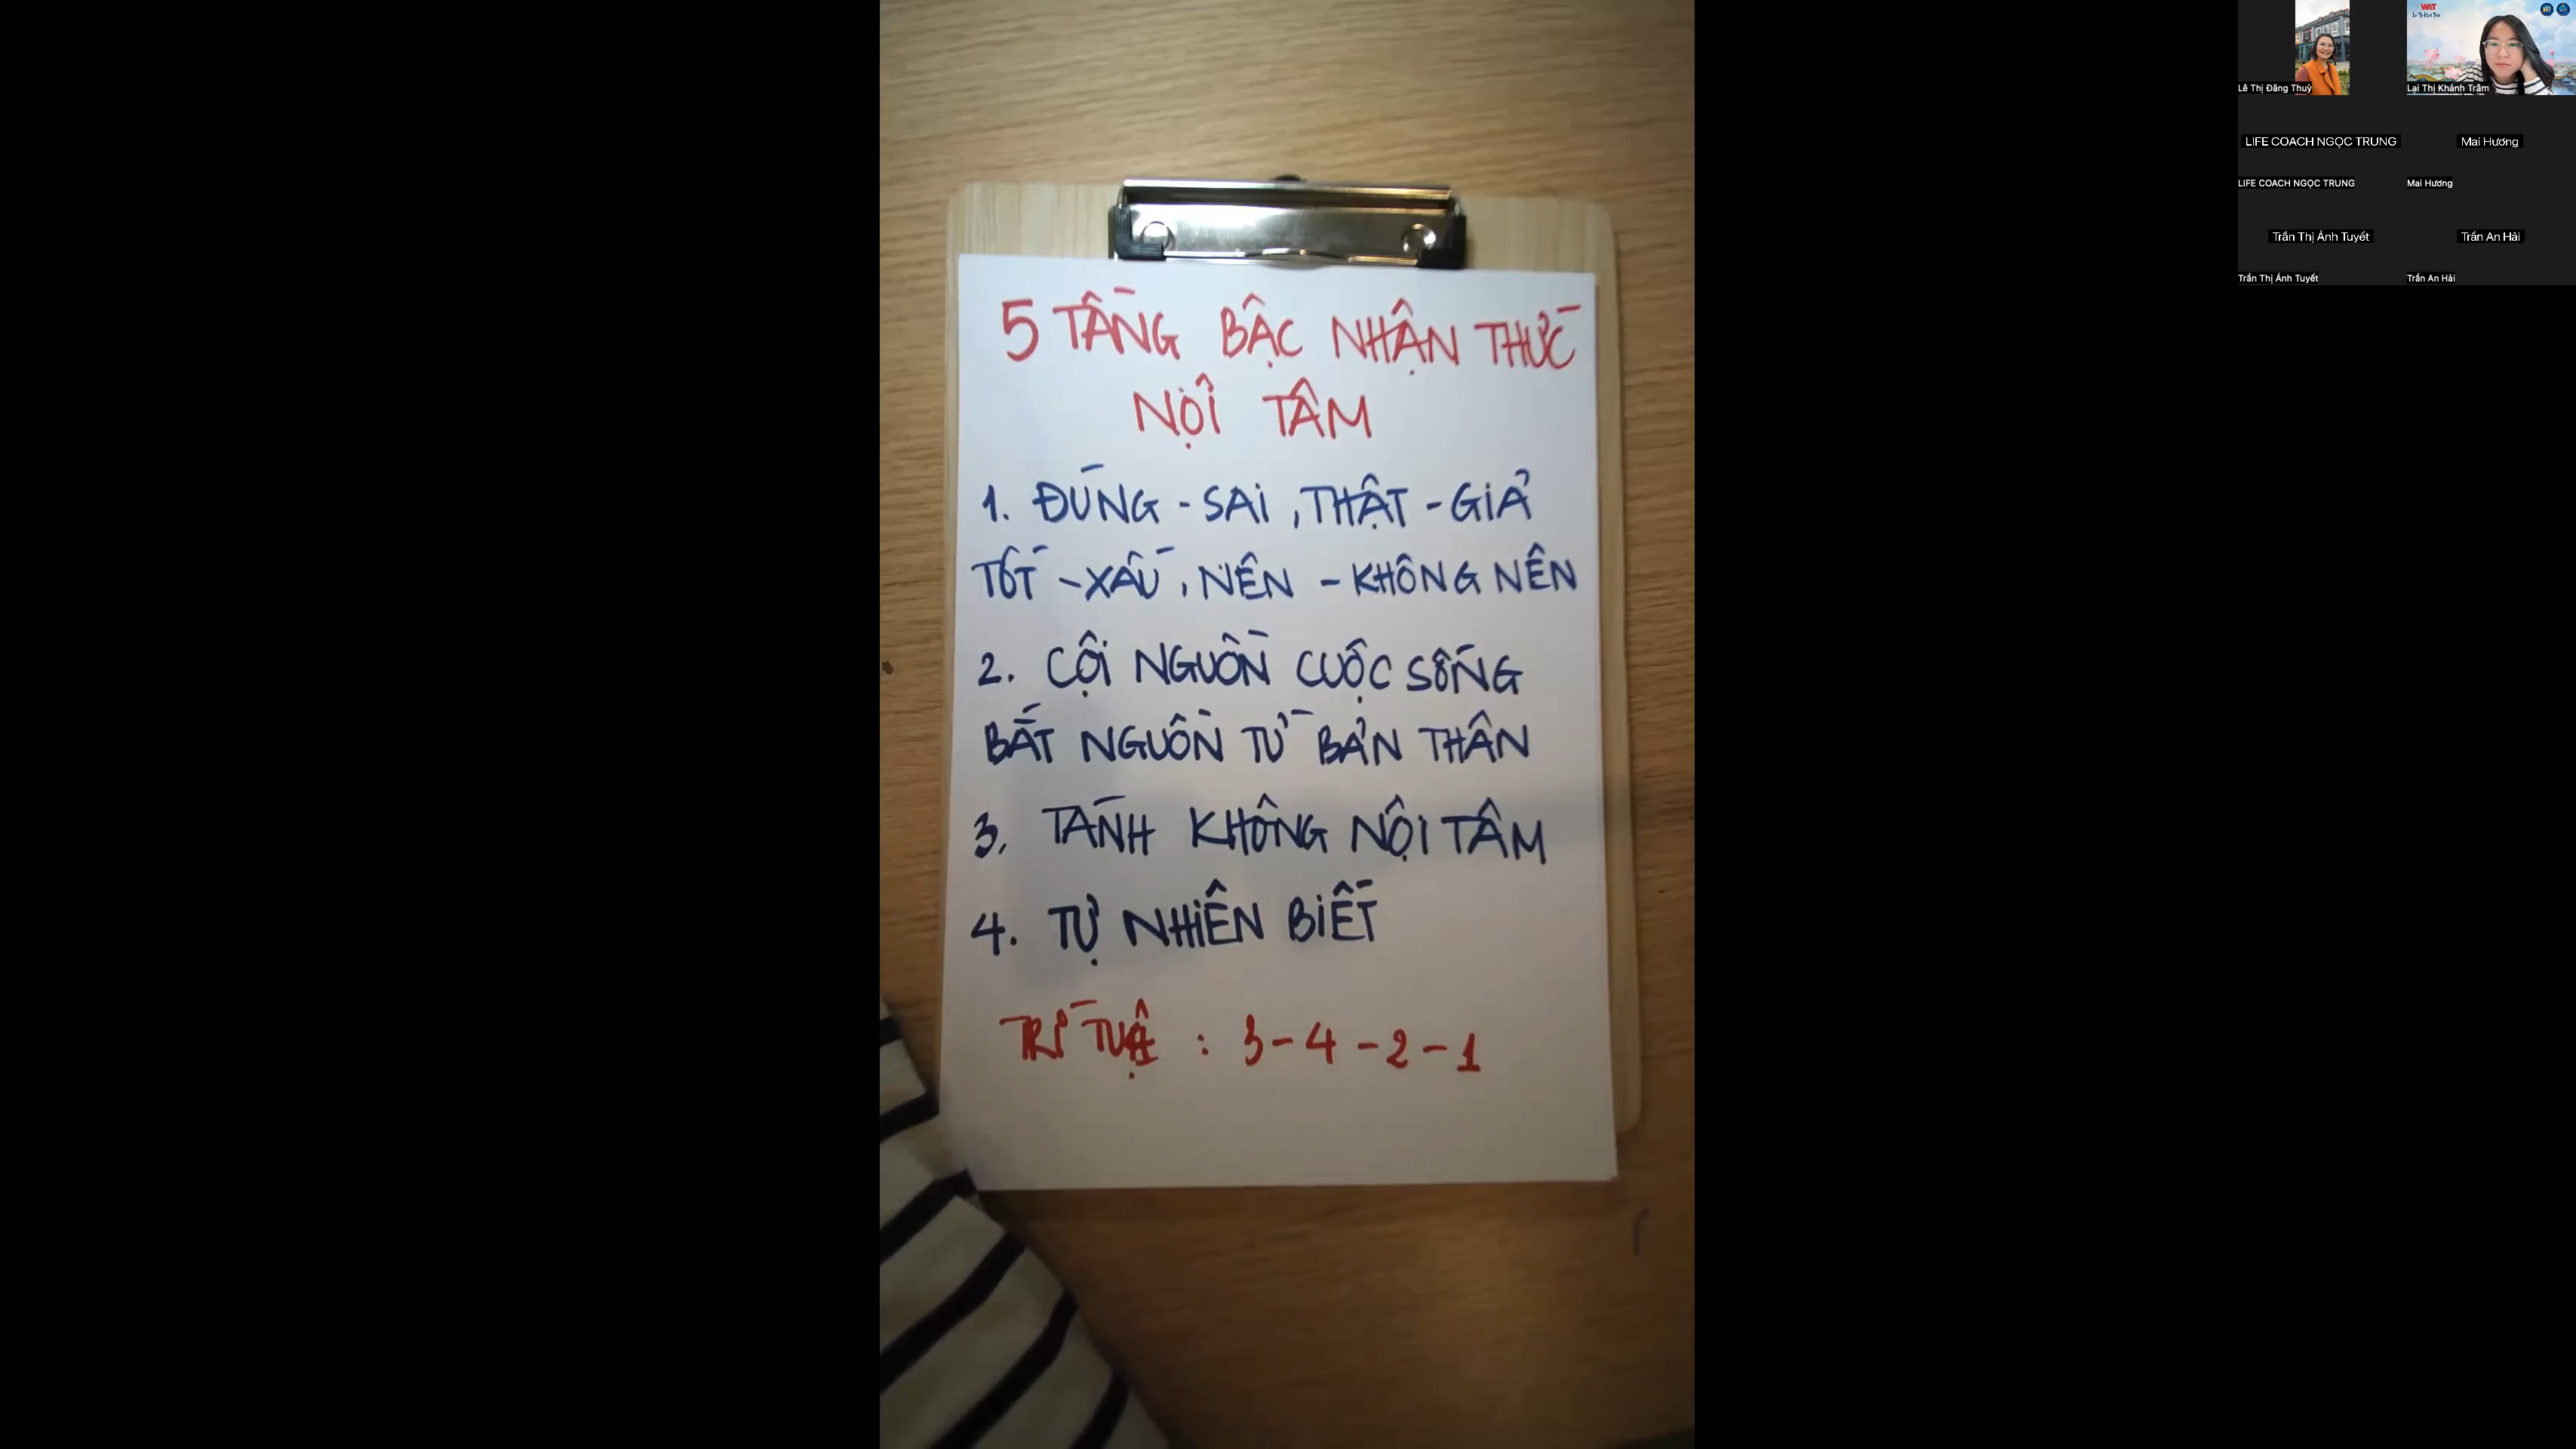 5 TẦNG BẬC NHẬN THỨC
NỘI TÂM
1. ĐÚNG - SAI, THẬT - GIẢ
TỐT - XẤU, NÊN - KHÔNG NÊN
2. CỘI NGUỒN CUỘC SỐNG
BẮT NGUỒN TỪ BẢN THÂN
3. TÁNH KHÔNG NỘI TÂM
4. TỰ NHIÊN BIẾT
TRÍ TUỆ : 3 - 4 - 2 - 1
WiT
Lê Thị Đăng Thuỳ
Lại Thị Khánh Trâm
LIFE COACH NGỌC TRUNG
Mai Hương
LIFE COACH NGỌC TRUNG
Mai Hương
Trần Thị Ánh Tuyết
Trần An Hải
Trần Thị Ánh Tuyết
Trần An Hải